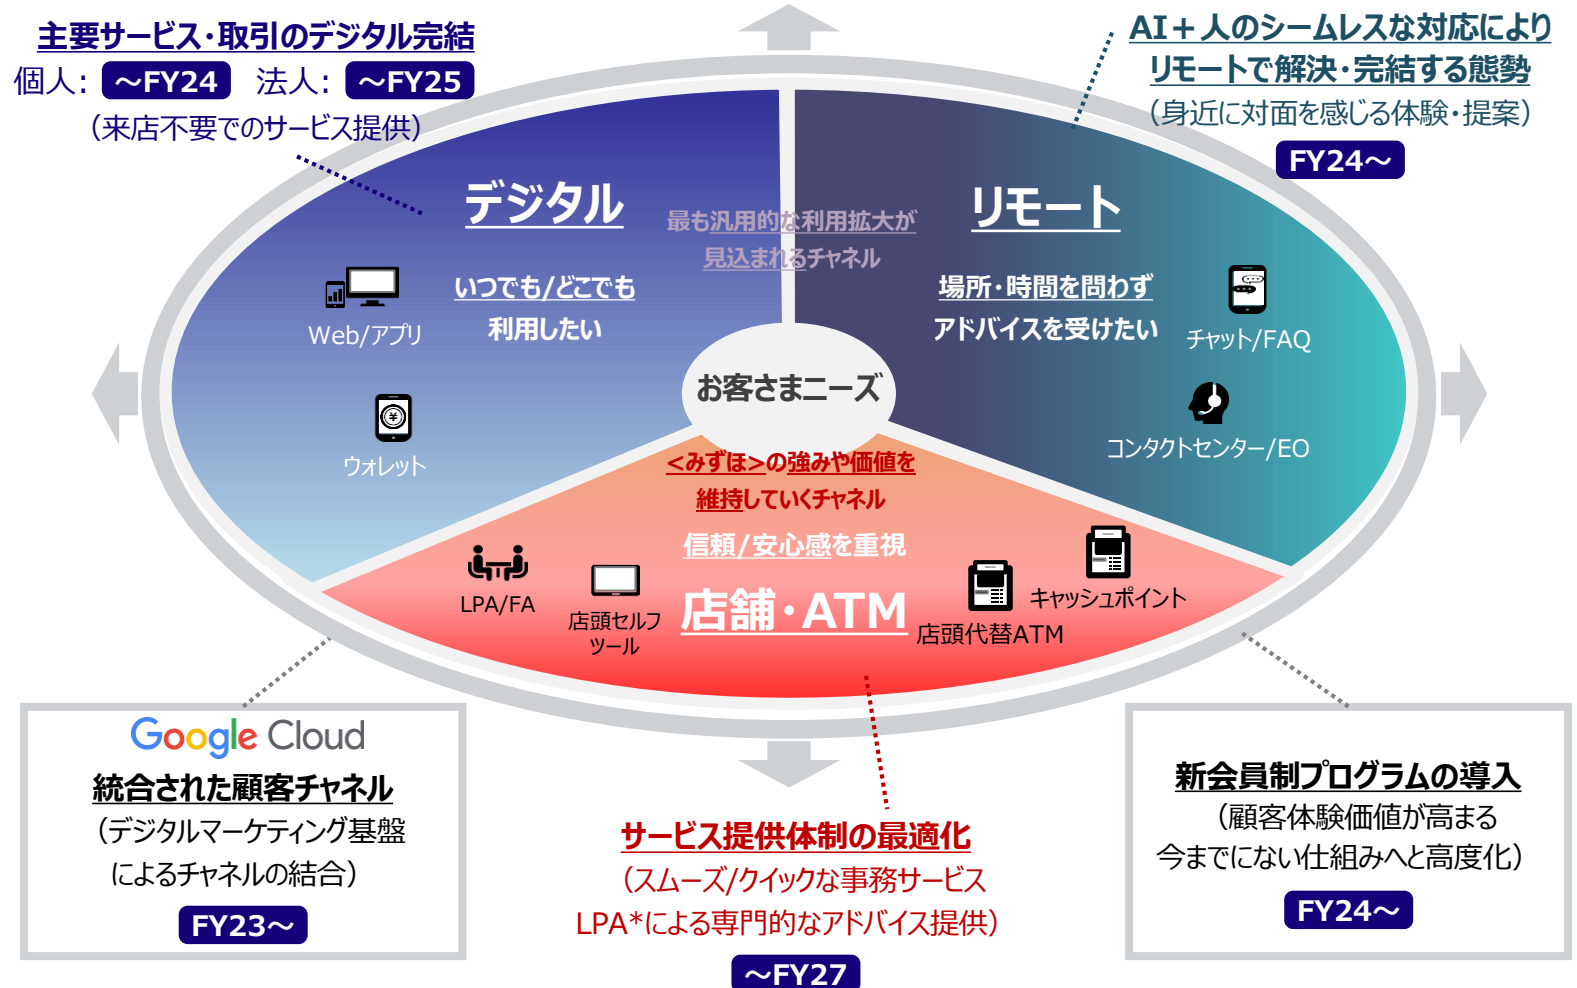 主要サービス・取引のデジタル完結
個人: ～FY24 法人: ～FY25
（来店不要でのサービス提供）
AI＋人のシームレスな対応により
リモートで解決・完結する態勢
（身近に対面を感じる体験・提案）
FY24～
デジタル
最も汎用的な利用拡大が
見込まれるチャネル
リモート
いつでも/どこでも
利用したい
Web/アプリ
ウォレット
場所・時間を問わず
アドバイスを受けたい
チャット/FAQ
コンタクトセンター/EO
お客さまニーズ
<みずほ>の強みや価値を
維持していくチャネル
信頼/安心感を重視
店舗・ATM
LPA/FA
店頭セルフ
ツール
店頭代替ATM
キャッシュポイント
Google Cloud
統合された顧客チャネル
（デジタルマーケティング基盤
によるチャネルの結合）
FY23～
サービス提供体制の最適化
（スムーズ/クイックな事務サービス
LPA*による専門的なアドバイス提供）
～FY27
新会員制プログラムの導入
（顧客体験価値が高まる
今までにない仕組みへと高度化）
FY24～